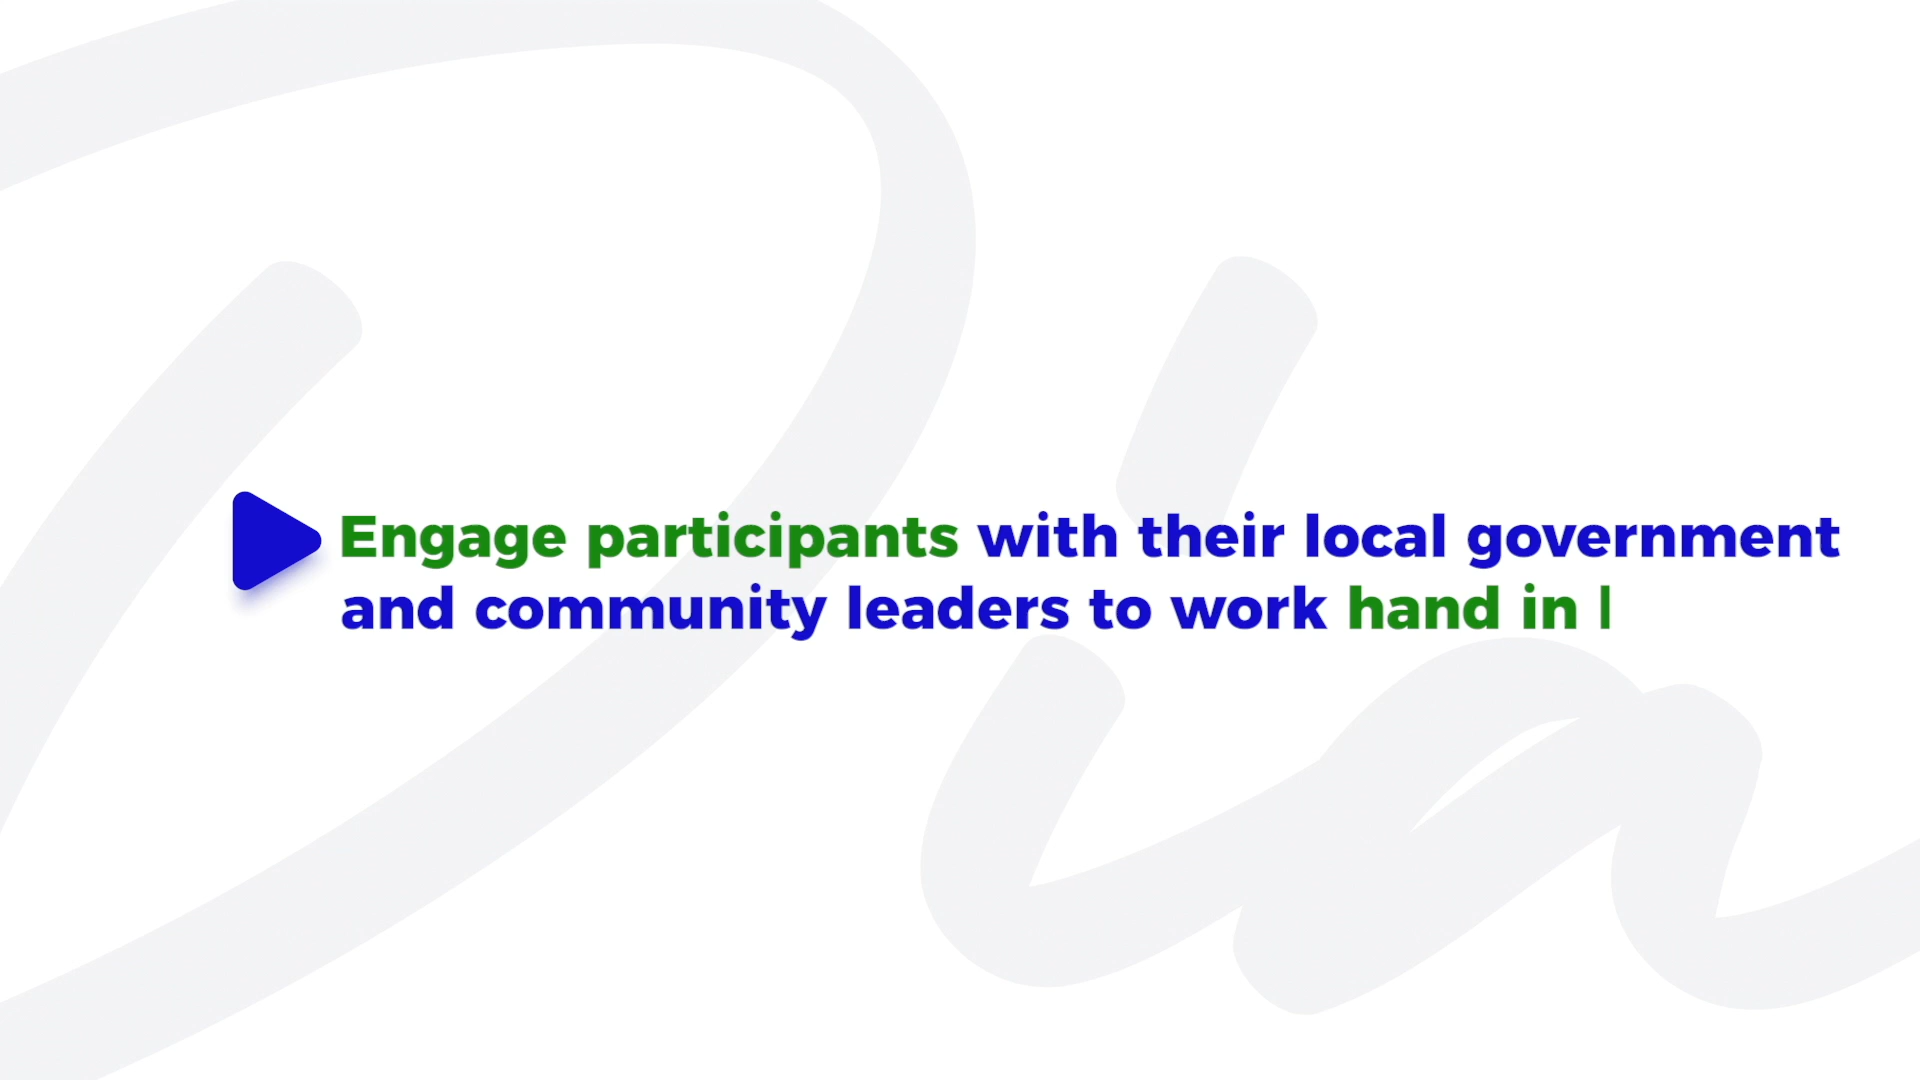 Engage participants with their local government
and community leaders to work hand in